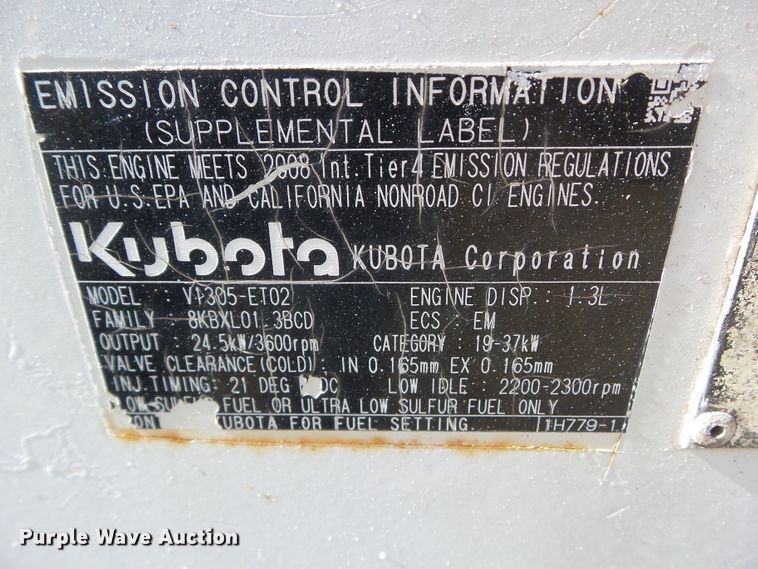 EMISSION CONTROL INFORMATION
(SUPPLEMENTAL LABEL)
THIS ENGINE MEETS 2008 Int. Tier4 EMISSION REGULATIONS
FOR U.S EPA AND CALIFORNIA NONROAD CI ENGINES.
Kubota KUBOTA Corporation
MODEL : V1305-ET02 ENGINE DISP. : 1.3L
FAMILY : 8KBXL01.3BCD ECS : EM
OUTPUT : 24.5kW/3600rpm CATEGORY : 19-37kW
VALVE CLEARANCE(COLD) : IN 0.165mm EX 0.165mm
INJ.TIMING: 21 DEG LOW IDLE : 2200-2300rpm
LOW SULFUR FUEL OR ULTRA LOW SULFUR FUEL ONLY
KUBOTA FOR FUEL SETTING. 1H779-1
Purple Wave Auction